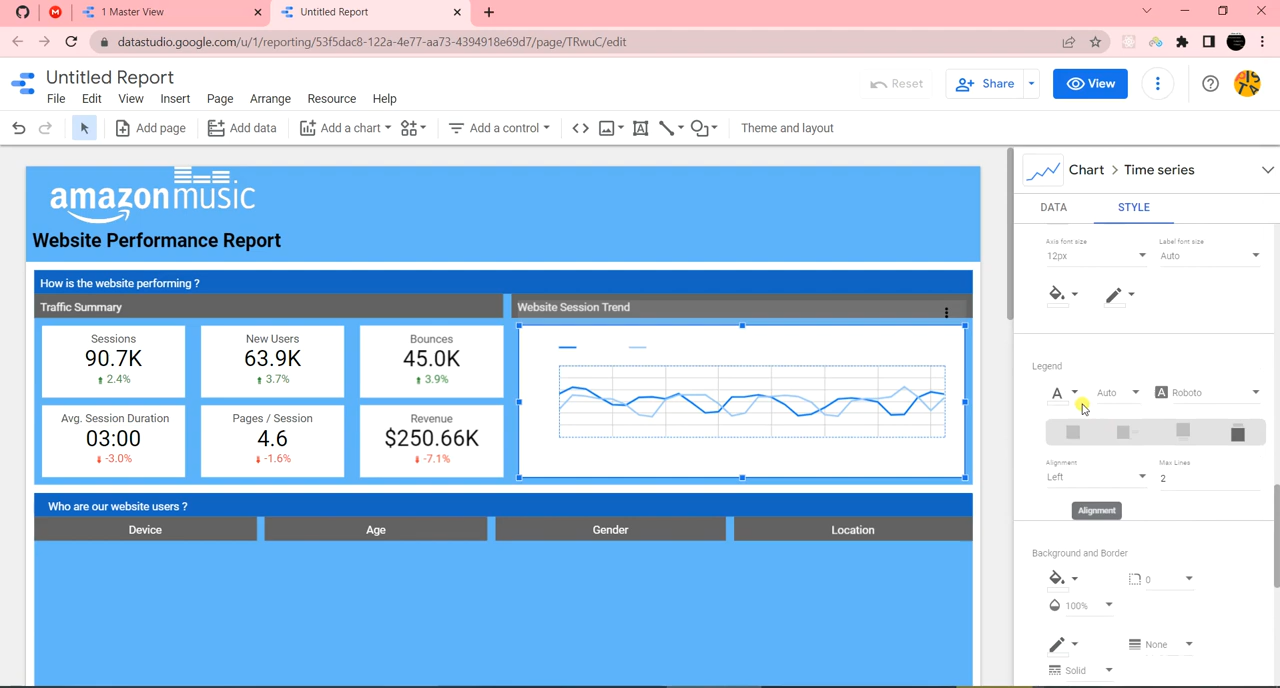 1 Master View
Untitled Report
datastudio.google.com/u/1/reporting/53f5dac8-122a-4e77-aa73-4394918e69d7/page/TRwuC/edit
Untitled Report
File Edit View Insert Page Arrange Resource Help
Reset
Share
View
Add page
Add data
Add a chart
Add a control
Theme and layout
amazon music
Website Performance Report
How is the website performing ?
Traffic Summary
Website Session Trend
Sessions
90.7K
2.4%
New Users
63.9K
3.7%
Bounces
45.0K
3.9%
Avg. Session Duration
03:00
-3.0%
Pages / Session
4.6
-1.6%
Revenue
$250.66K
-7.1%
Who are our website users ?
Device
Age
Gender
Location
Chart > Time series
DATA
STYLE
Axis font size
12px
Label font size
Auto
Legend
A
Auto
A Roboto
Alignment
Left
Max Lines
2
Alignment
Background and Border
0
100%
None
Solid